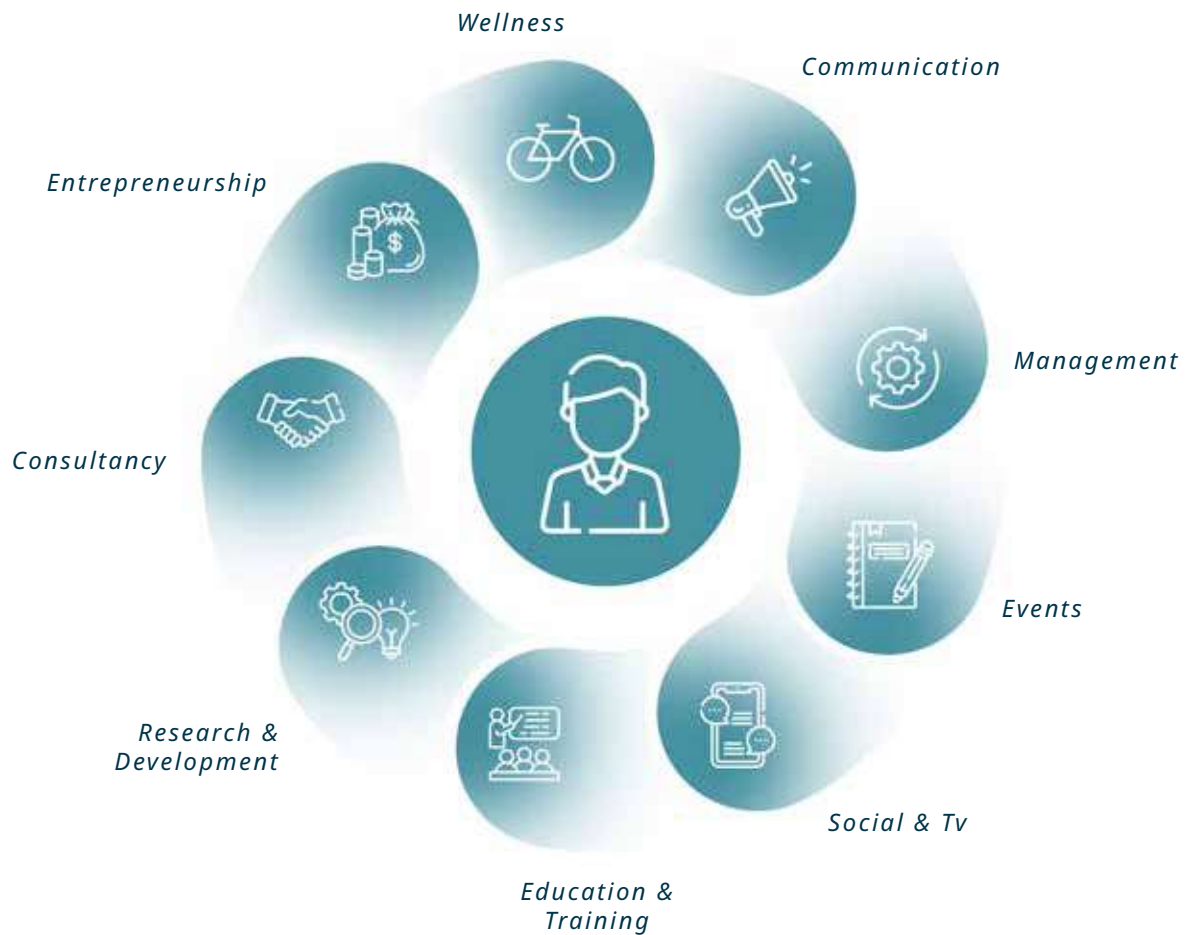 Wellness
Communication
Entrepreneurship
Management
Consultancy
Events
Research &
Development
Social & Tv
Education &
Training
$